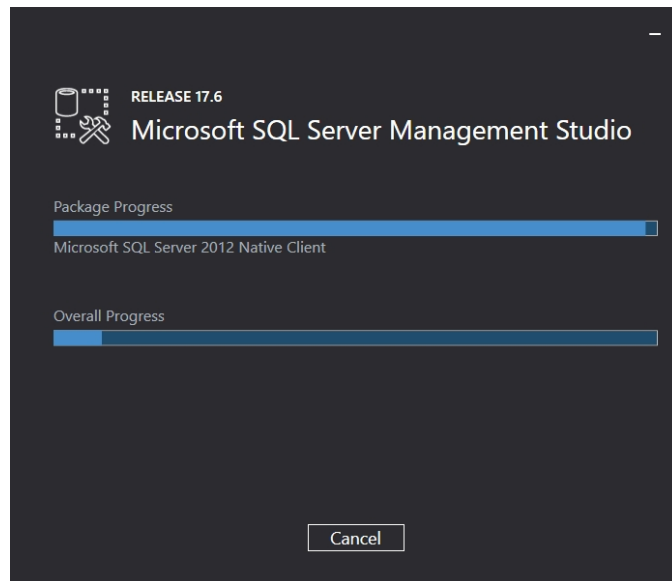 RELEASE 17.6
Microsoft SQL Server Management Studio
Package Progress
Microsoft SQL Server 2012 Native Client
Overall Progress
Cancel